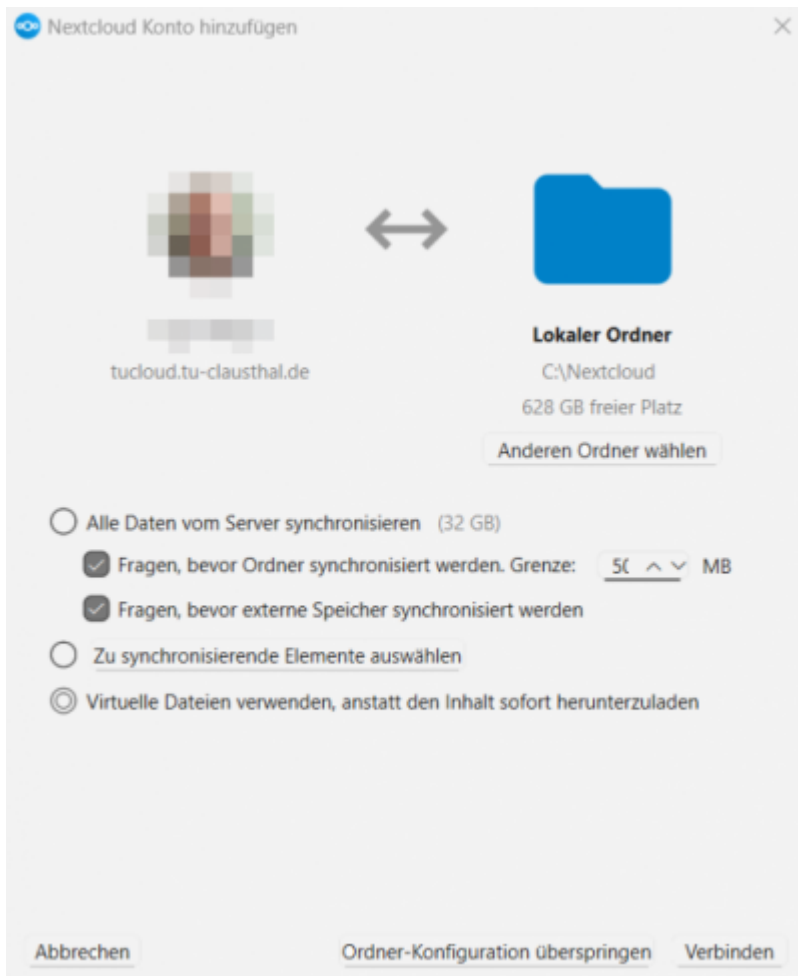 Nextcloud Konto hinzufügen
tucloud.tu-clausthal.de
Lokaler Ordner
C:\Nextcloud
628 GB freier Platz
Anderen Ordner wählen
Alle Daten vom Server synchronisieren (32 GB)
Fragen, bevor Ordner synchronisiert werden. Grenze: MB
Fragen, bevor externe Speicher synchronisiert werden
Zu synchronisierende Elemente auswählen
Virtuelle Dateien verwenden, anstatt den Inhalt sofort herunterzuladen
Abbrechen Ordner-Konfiguration überspringen Verbinden